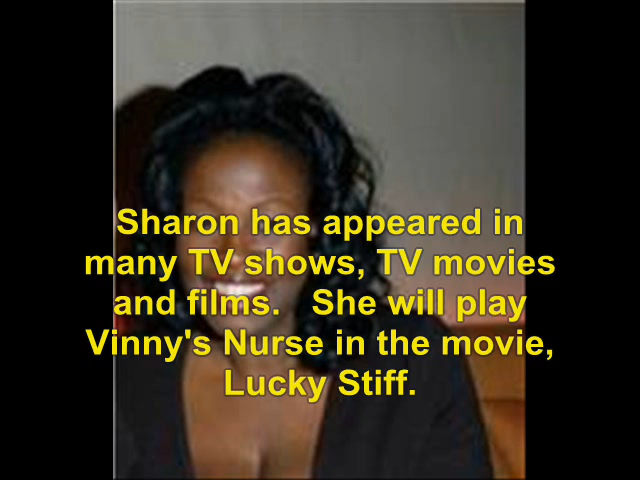 Sharon has appeared in
many TV shows, TV movies
and films.   She will play
Vinny's Nurse in the movie,
Lucky Stiff.